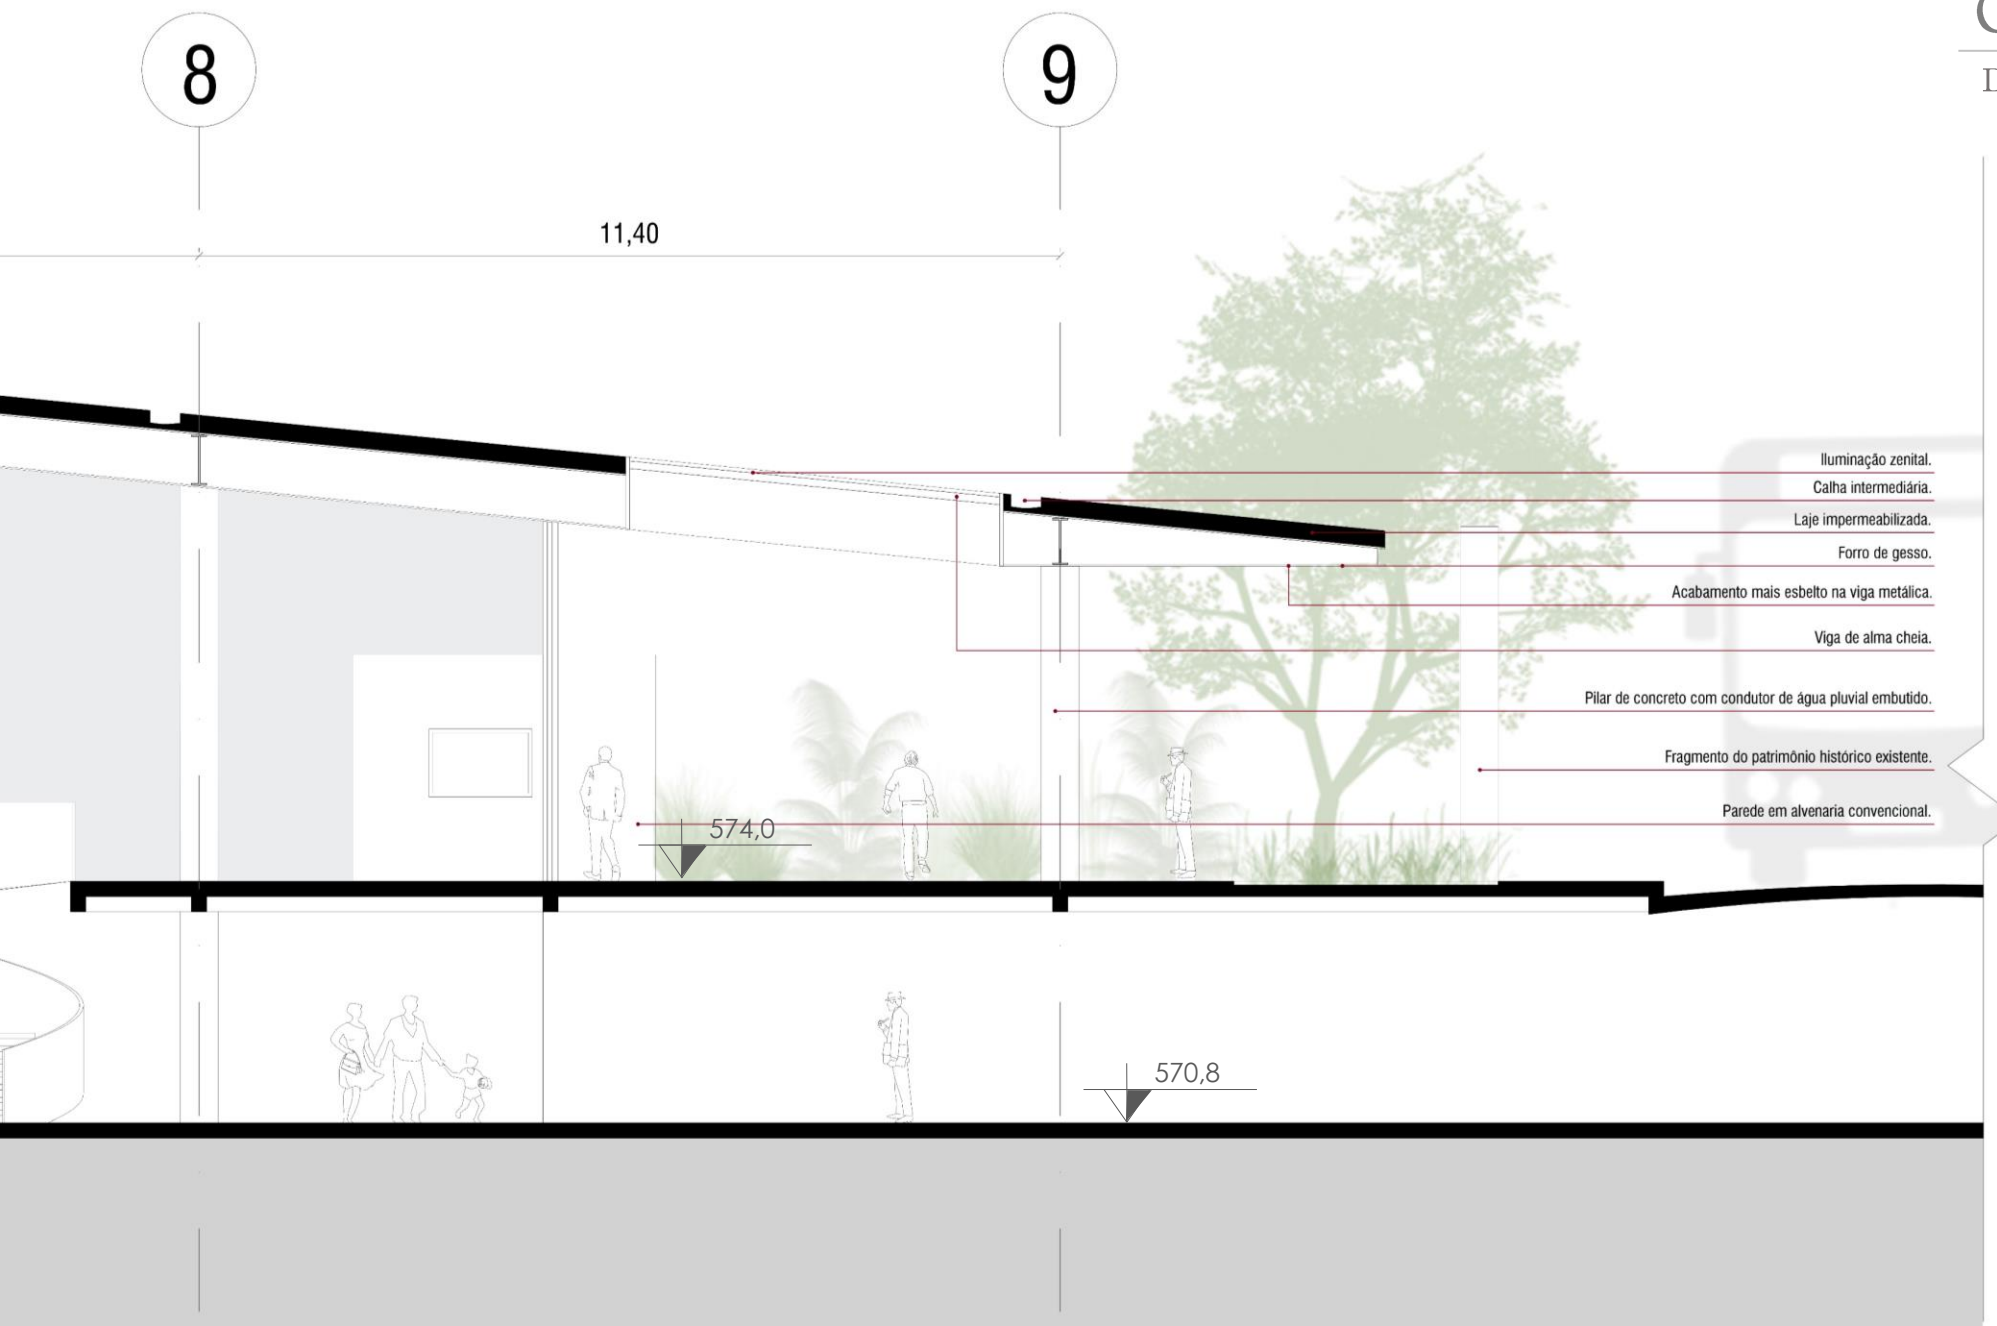 8
9
11,40
Iluminação zenital.
Calha intermediária.
Laje impermeabilizada.
Forro de gesso.
Acabamento mais esbelto na viga metálica.
Viga de alma cheia.
Pilar de concreto com condutor de água pluvial embutido.
Fragmento do patrimônio histórico existente.
Parede em alvenaria convencional.
574,0
570,8